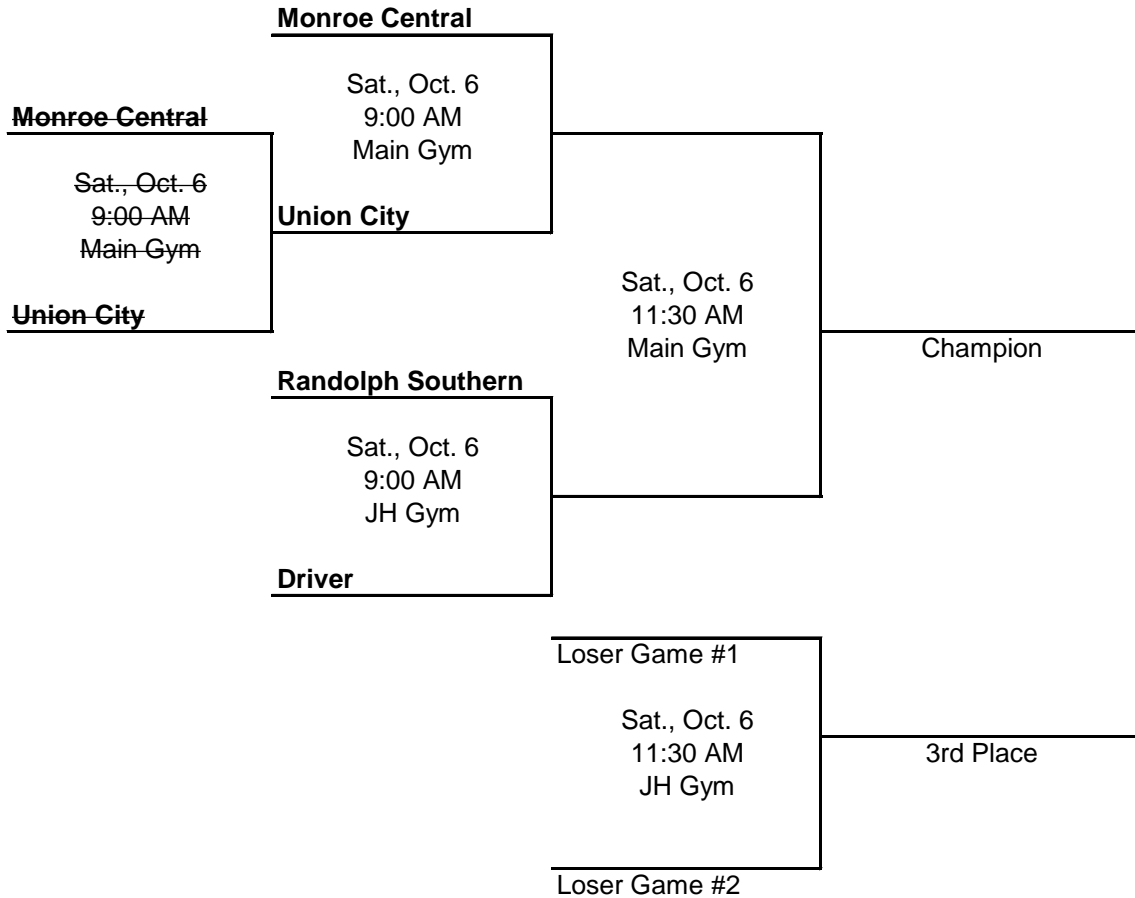 Monroe Central
Sat., Oct. 6
9:00 AM
Main Gym
Monroe Central
Sat., Oct. 6
9:00 AM
Main Gym
Union City
Union City
Sat., Oct. 6
11:30 AM
Main Gym
Champion
Randolph Southern
Sat., Oct. 6
9:00 AM
JH Gym
Driver
Loser Game #1
Sat., Oct. 6
11:30 AM
JH Gym
3rd Place
Loser Game #2